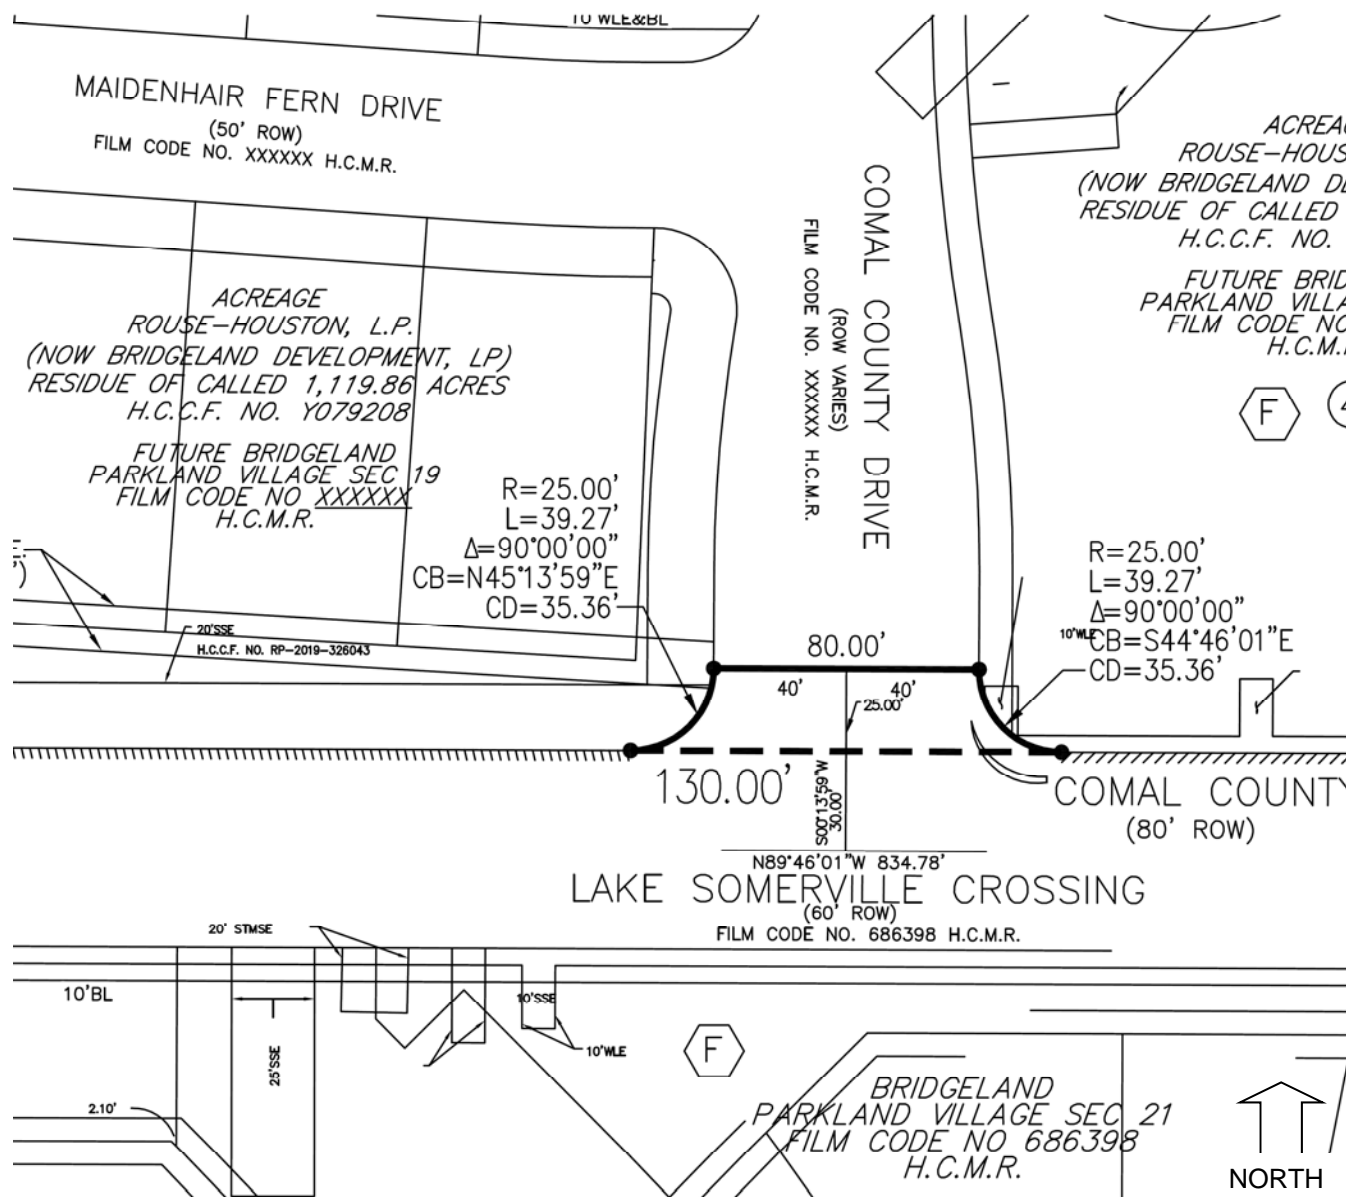 10 WLE&BL
MAIDENHAIR FERN DRIVE
(50' ROW)
FILM CODE NO. XXXXXX H.C.M.R.
COMAL COUNTY DRIVE
(ROW VARIES)
FILM CODE NO. XXXXXX H.C.M.R.
ROUSE-HOUS
(NOW BRIDGELAND
RESIDUE OF CALLED
H.C.C.F. NO.
FUTURE
PARKLAND
FILM CODE
F
ACREAGE
ROUSE-HOUSTON, L.P.
(NOW BRIDGELAND DEVELOPMENT, LP)
RESIDUE OF CALLED 1,119.86 ACRES
H.C.C.F. NO. Y079208
FUTURE BRIDGELAND
PARKLAND VILLAGE SEC 19
FILM CODE NO XXXXXX
H.C.M.R.
R=25.00'
L=39.27'
Δ=90°00'00"
CB=N45°13'59"E
CD=35.36'
R=25.00'
L=39.27'
Δ=90°00'00"
CB=S44°46'01"E
CD=35.36'
10'WLE
20'SSE
H.C.C.F. NO. RP-2019-326043
80.00'
40'
40'
25.00'
130.00'
S00°13'59"W
30.00'
COMAL COUNTY
(80' ROW)
N89°46'01"W 834.78'
LAKE SOMERVILLE CROSSING
(60' ROW)
FILM CODE NO. 686398 H.C.M.R.
20' STMSE
10'BL
10'SSE
10'WLE
25'SSE
2.10'
F
BRIDGELAND
PARKLAND VILLAGE SEC 21
FILM CODE NO 686398
H.C.M.R.
NORTH